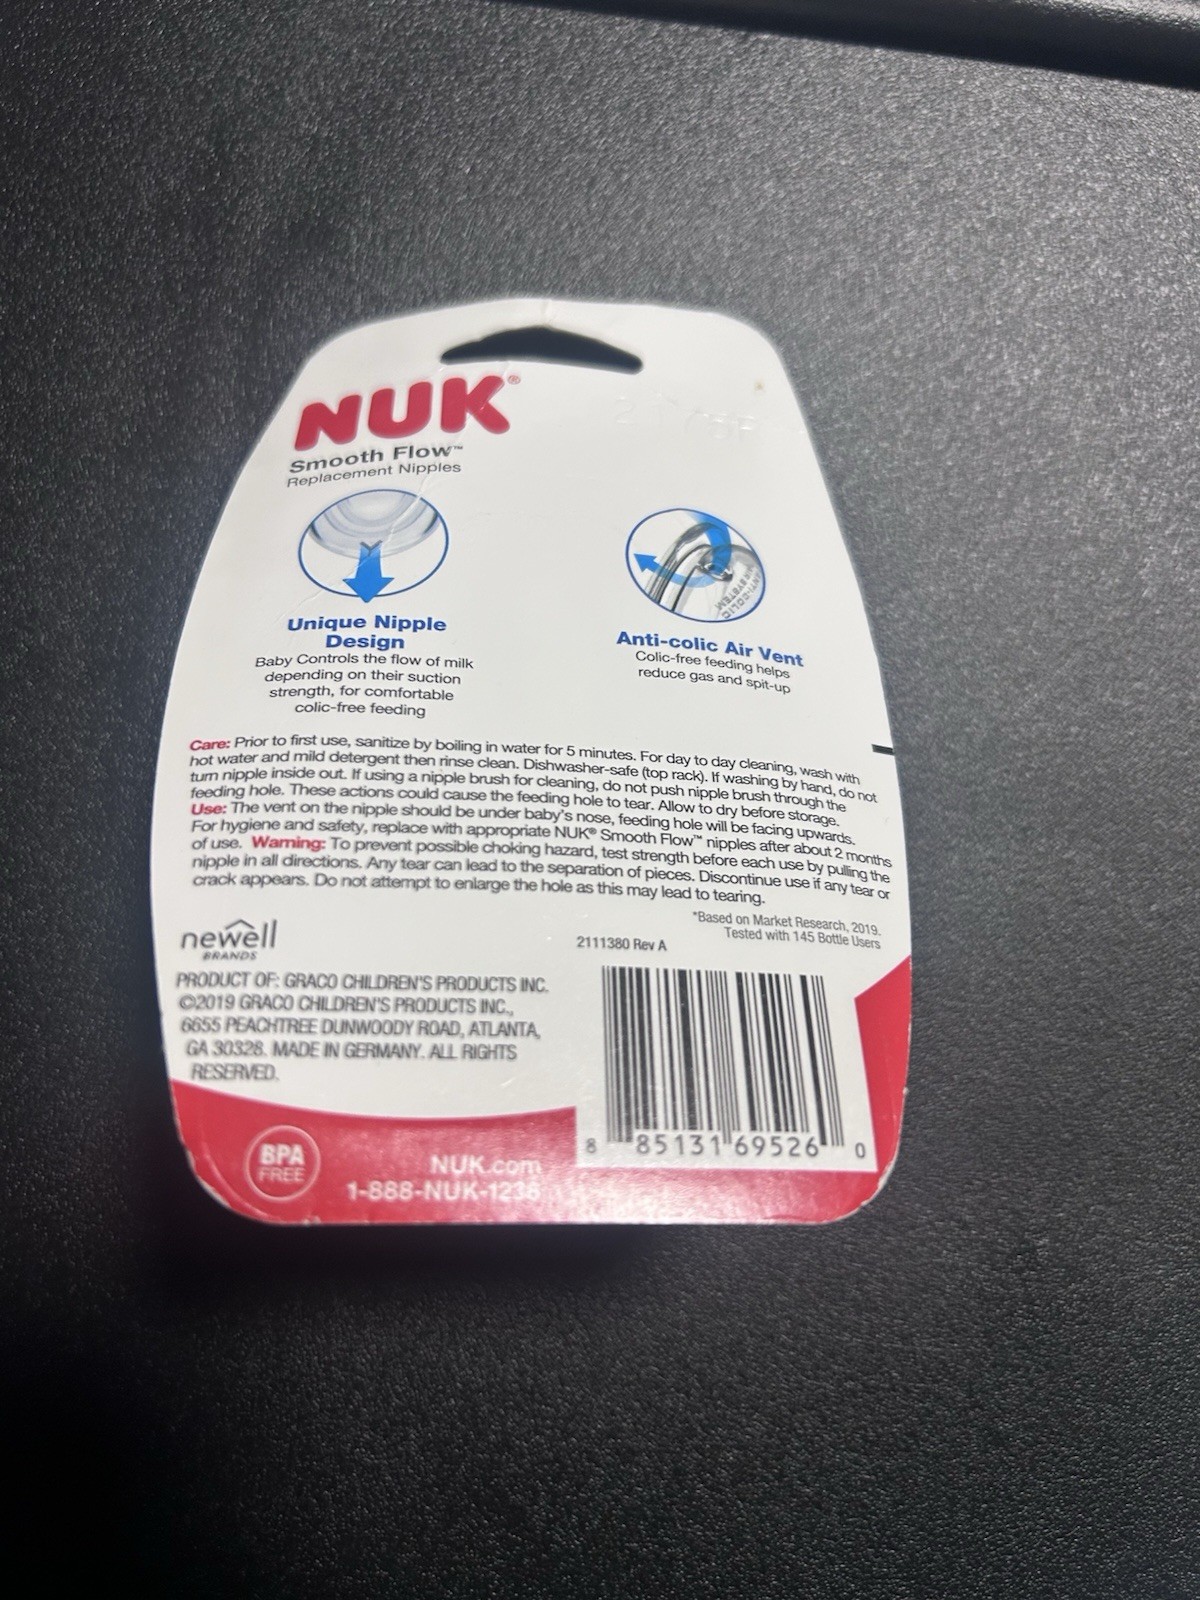 NUK®
Smooth Flow™
Replacement Nipples
Unique Nipple
Design
Baby Controls the flow of milk
depending on their suction
strength, for comfortable
colic-free feeding
ANTI-COLIC
AIR SYSTEM
Anti-colic Air Vent
Colic-free feeding helps
reduce gas and spit-up
Care: Prior to first use, sanitize by boiling in water for 5 minutes. For day to day cleaning, wash with
hot water and mild detergent then rinse clean. Dishwasher-safe (top rack). If washing by hand, do not
turn nipple inside out. If using a nipple brush for cleaning, do not push nipple brush through the
feeding hole. These actions could cause the feeding hole to tear. Allow to dry before storage.
Use: The vent on the nipple should be under baby's nose, feeding hole will be facing upwards.
For hygiene and safety, replace with appropriate NUK® Smooth Flow™ nipples after about 2 months
of use. Warning: To prevent possible choking hazard, test strength before each use by pulling the
nipple in all directions. Any tear can lead to the separation of pieces. Discontinue use if any tear or
crack appears. Do not attempt to enlarge the hole as this may lead to tearing.
*Based on Market Research, 2019.
Tested with 145 Bottle Users
newell
BRANDS
2111380 Rev A
PRODUCT OF: GRACO CHILDREN'S PRODUCTS INC.
©2019 GRACO CHILDREN'S PRODUCTS INC.,
6655 PEACHTREE DUNWOODY ROAD, ATLANTA,
GA 30328. MADE IN GERMANY. ALL RIGHTS
RESERVED.
8 85131 69526 0
BPA
FREE
NUK.com
1-888-NUK-1236